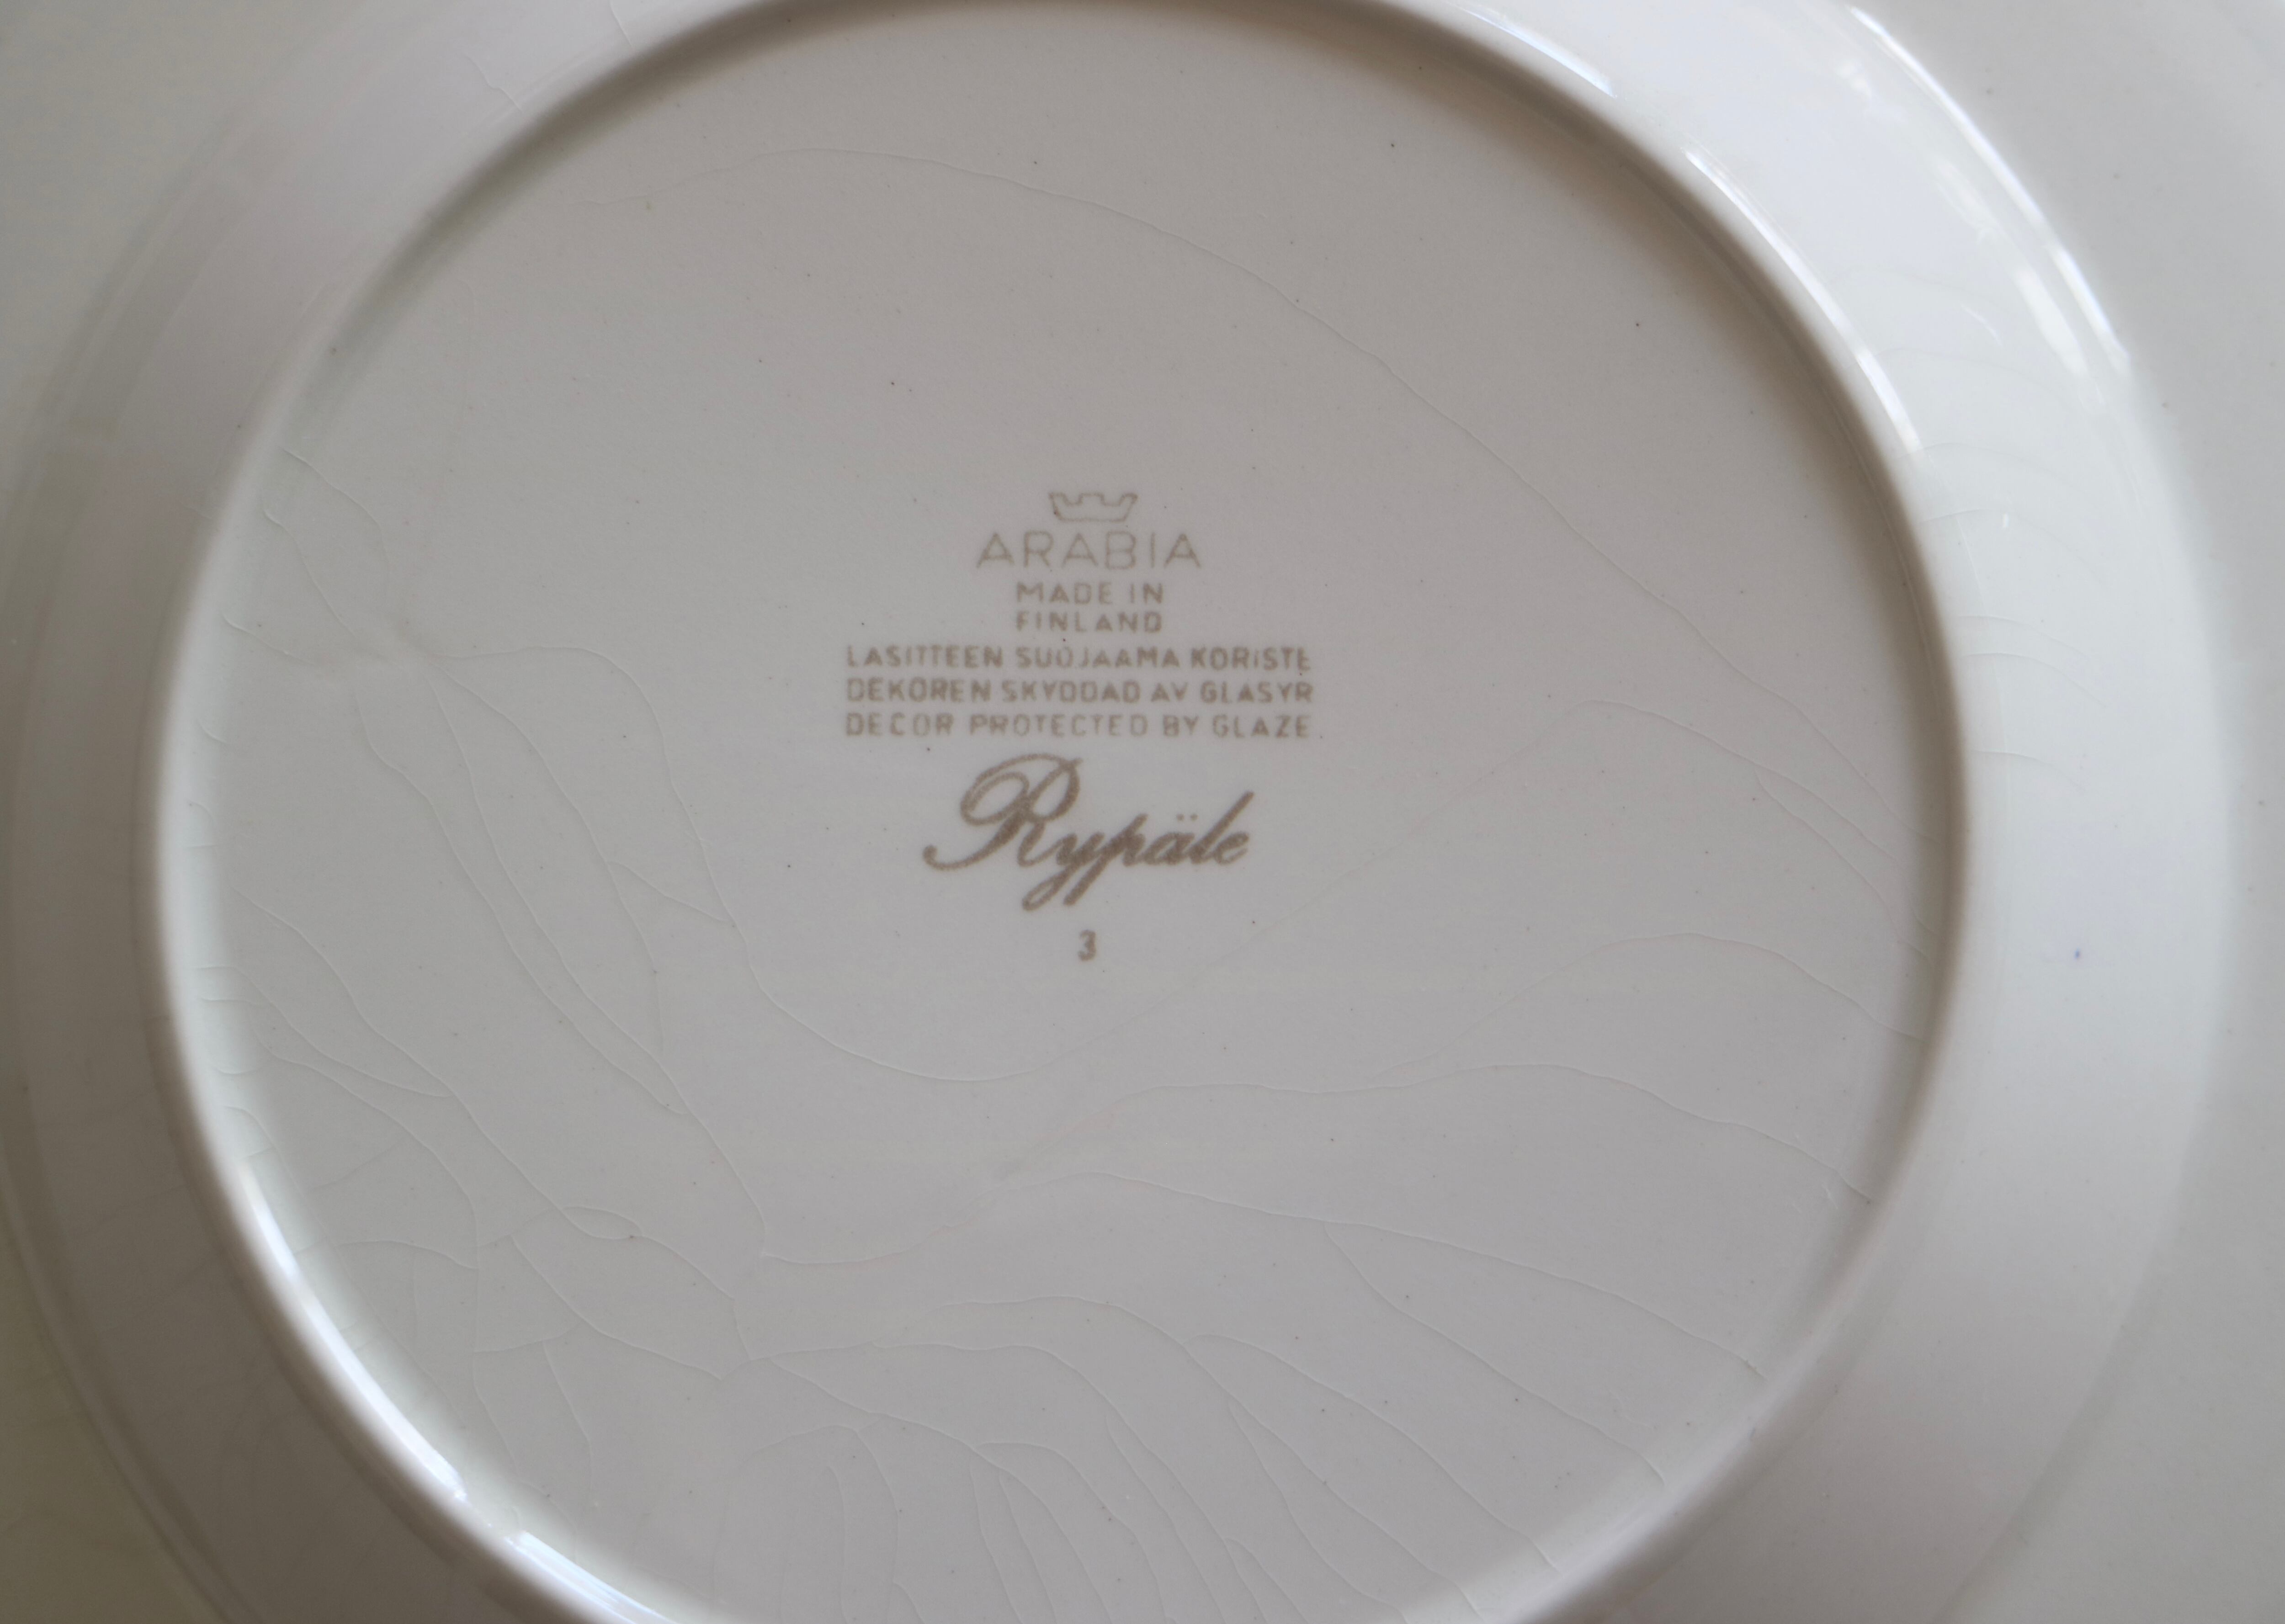 ARABIA
MADE IN
FINLAND
LASITTEEN SUOJAAMA KORISTE
DEKOREN SKYDDAD AV GLASYR
DECOR PROTECTED BY GLAZE.
Rypäle
3